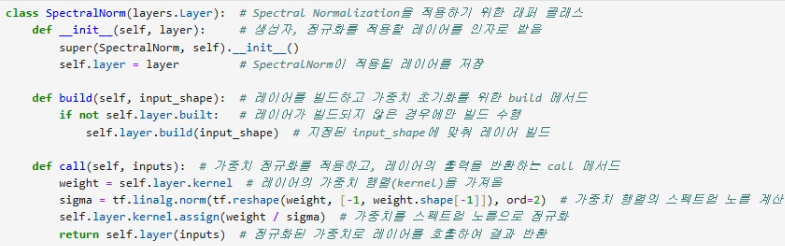 class SpectralNorm(layers.Layer):  # Spectral Normalization을 적용하기 위한 래퍼 클래스
    def __init__(self, layer):     # 생성자, 정규화를 적용할 레이어를 인자로 받음
        super(SpectralNorm, self).__init__()
        self.layer = layer         # SpectralNorm이 적용될 레이어를 저장

    def build(self, input_shape):  # 레이어를 빌드하고 가중치 초기화를 위한 build 메서드
        if not self.layer.built:   # 레이어가 빌드되지 않은 경우에만 빌드 수행
            self.layer.build(input_shape)  # 지정된 input_shape에 맞춰 레이어 빌드

    def call(self, inputs):  # 가중치 정규화를 적용하고, 레이어의 출력을 반환하는 call 메서드
        weight = self.layer.kernel  # 레이어의 가중치 행렬(kernel)을 가져옴
        sigma = tf.linalg.norm(tf.reshape(weight, [-1, weight.shape[-1]]), ord=2)  # 가중치 행렬의 스펙트럴 노름 계산
        self.layer.kernel.assign(weight / sigma)  # 가중치를 스펙트럴 노름으로 정규화
        return self.layer(inputs)  # 정규화된 가중치로 레이어를 호출하여 결과 반환